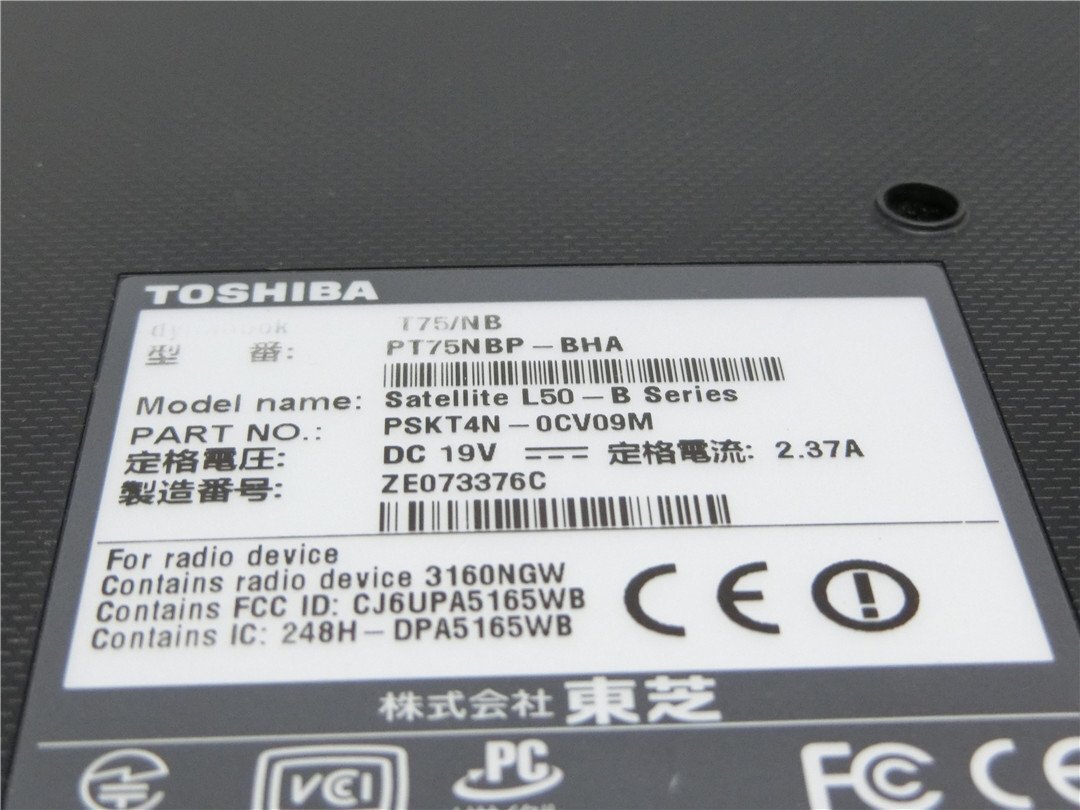 TOSHIBA
dynabook T75/NB
型 番: PT75NBP-BHA
Model name: Satellite L50-B Series
PART NO.: PSKT4N-0CV09M
定格電圧: DC 19V 定格電流: 2.37A
製造番号: ZE073376C
For radio device
Contains radio device 3160NGW
Contains FCC ID: CJ6UPA5165WB
Contains IC: 248H-DPA5165WB
CE
株式会社 東芝
VCCI PC FC CE